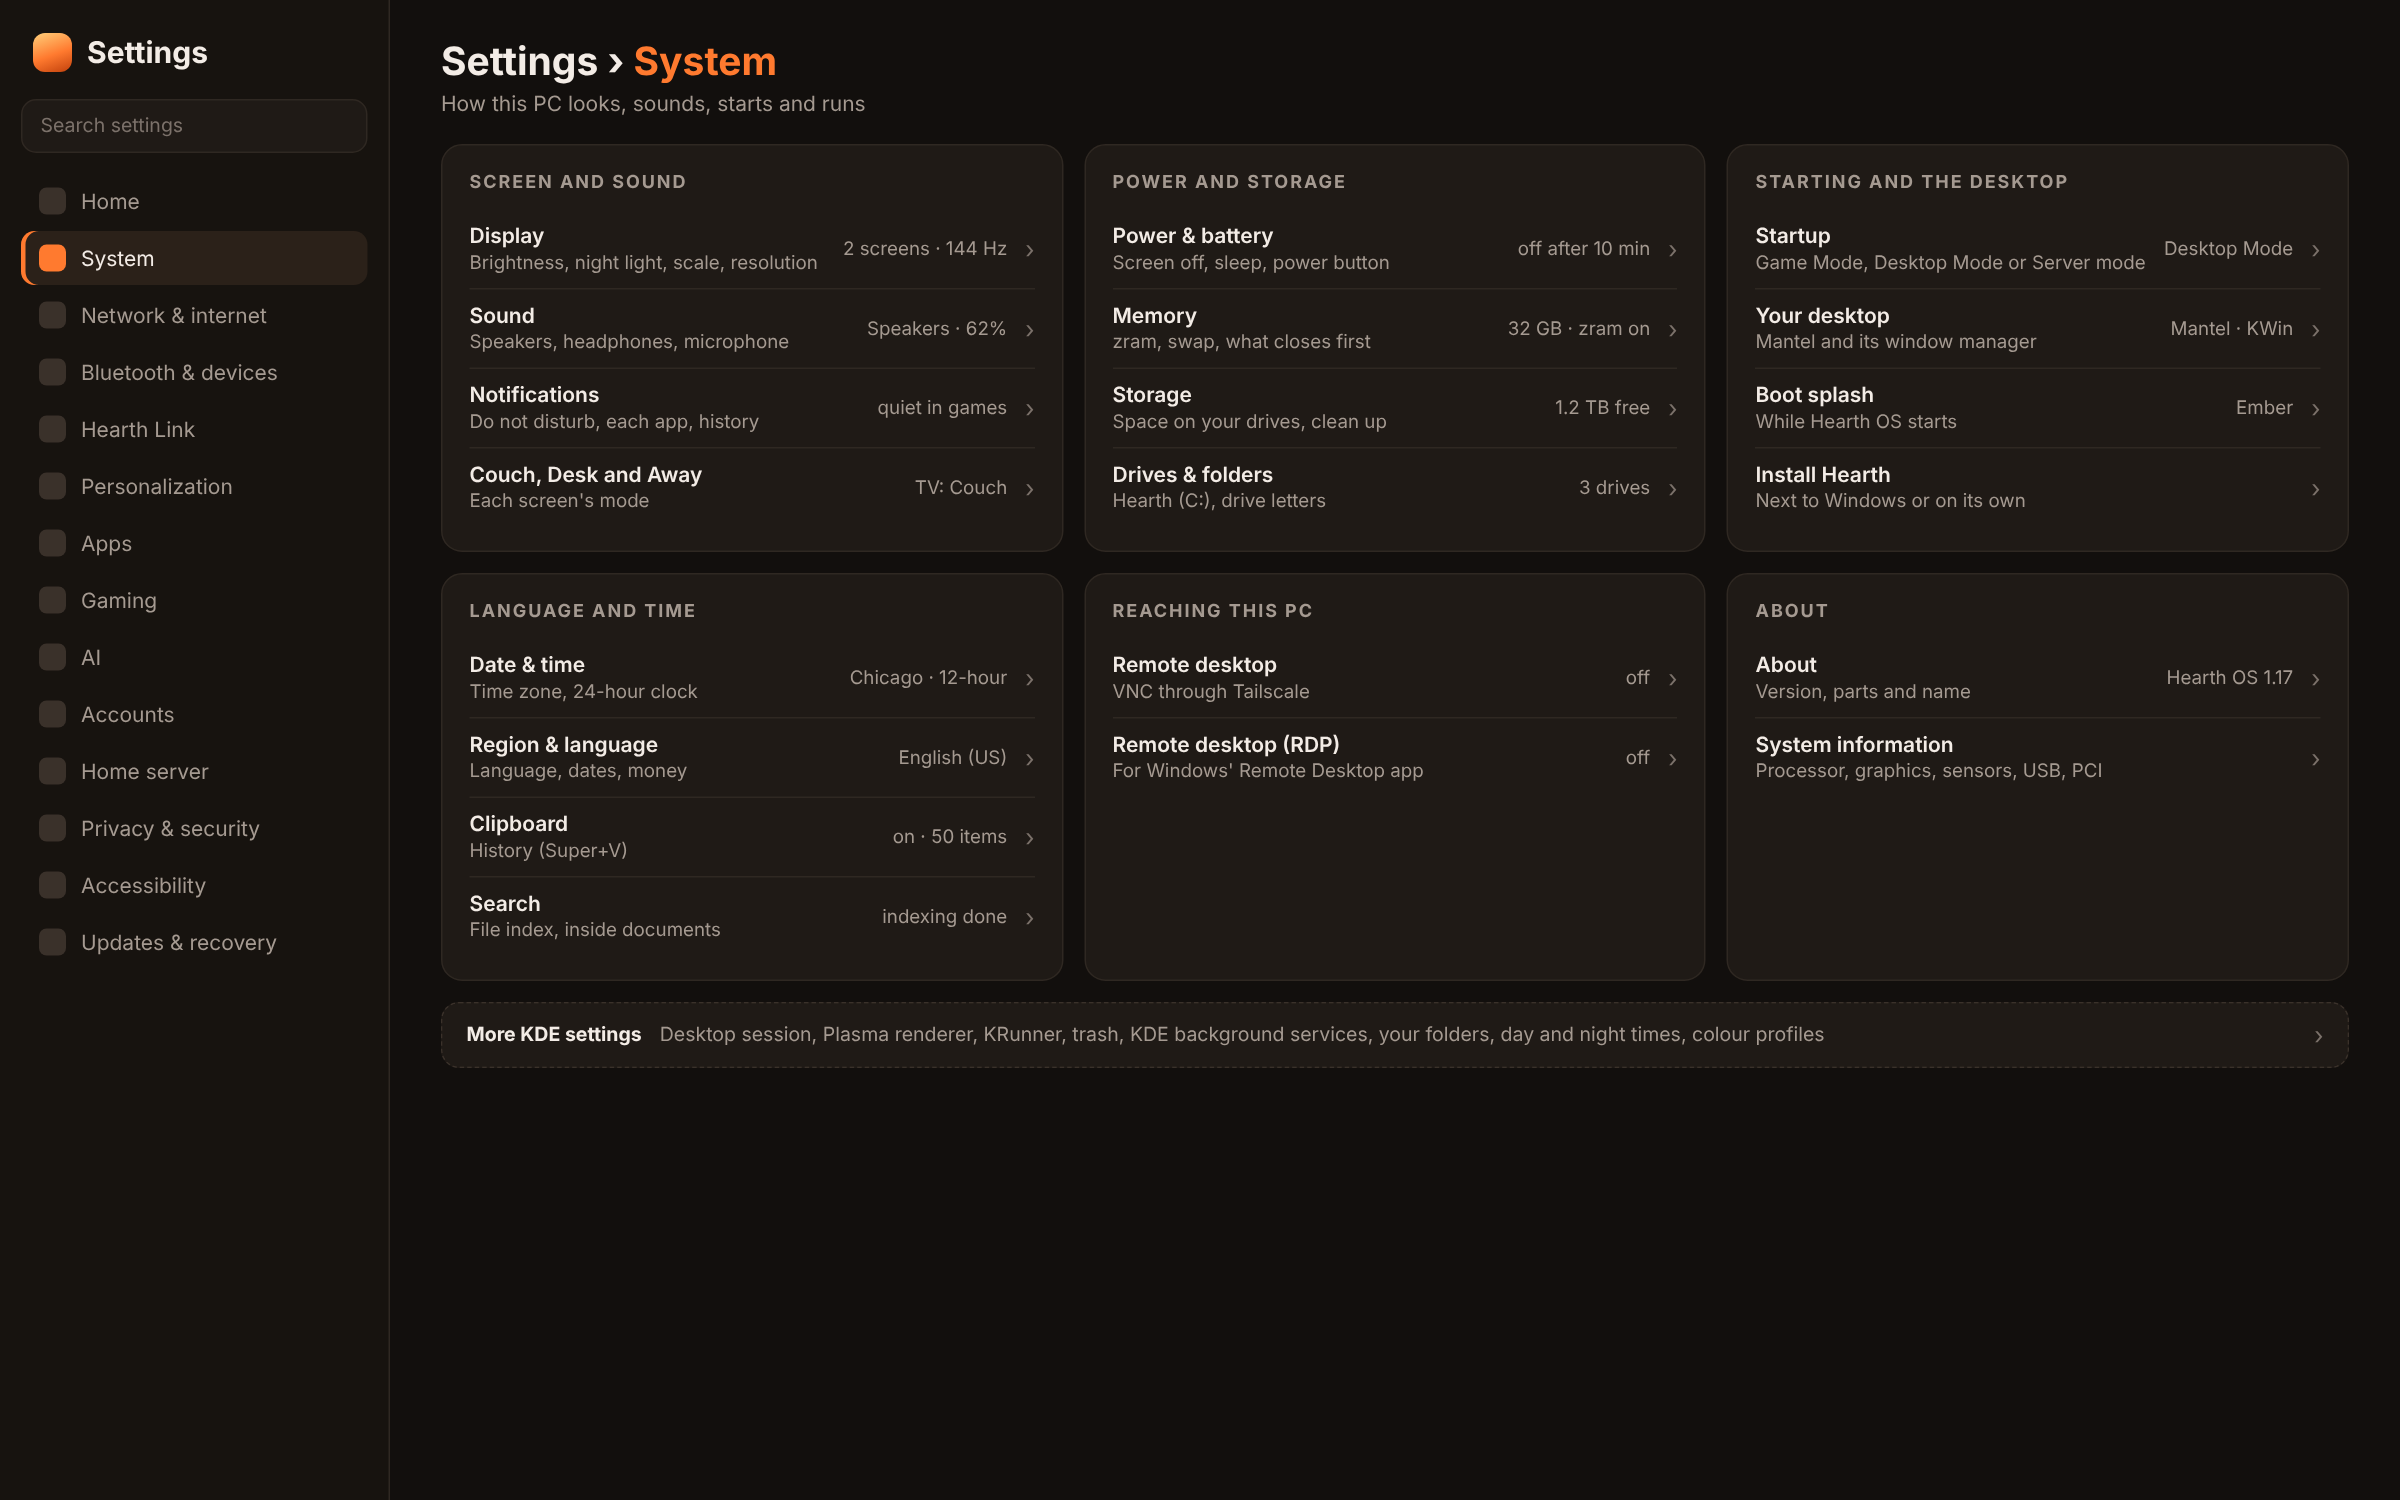 Settings
Search settings
Home
System
Network & internet
Bluetooth & devices
Hearth Link
Personalization
Apps
Gaming
AI
Accounts
Home server
Privacy & security
Accessibility
Updates & recovery
Settings › System
How this PC looks, sounds, starts and runs
SCREEN AND SOUND
Display
Brightness, night light, scale, resolution
2 screens · 144 Hz ›
Sound
Speakers, headphones, microphone
Speakers · 62% ›
Notifications
Do not disturb, each app, history
quiet in games ›
Couch, Desk and Away
Each screen's mode
TV: Couch ›
POWER AND STORAGE
Power & battery
Screen off, sleep, power button
off after 10 min ›
Memory
zram, swap, what closes first
32 GB · zram on ›
Storage
Space on your drives, clean up
1.2 TB free ›
Drives & folders
Hearth (C:), drive letters
3 drives ›
STARTING AND THE DESKTOP
Startup
Game Mode, Desktop Mode or Server mode
Desktop Mode ›
Your desktop
Mantel and its window manager
Mantel · KWin ›
Boot splash
While Hearth OS starts
Ember ›
Install Hearth
Next to Windows or on its own
›
LANGUAGE AND TIME
Date & time
Time zone, 24-hour clock
Chicago · 12-hour ›
Region & language
Language, dates, money
English (US) ›
Clipboard
History (Super+V)
on · 50 items ›
Search
File index, inside documents
indexing done ›
REACHING THIS PC
Remote desktop
VNC through Tailscale
off ›
Remote desktop (RDP)
For Windows' Remote Desktop app
off ›
ABOUT
About
Version, parts and name
Hearth OS 1.17 ›
System information
Processor, graphics, sensors, USB, PCI
›
More KDE settings Desktop session, Plasma renderer, KRunner, trash, KDE background services, your folders, day and night times, colour profiles ›